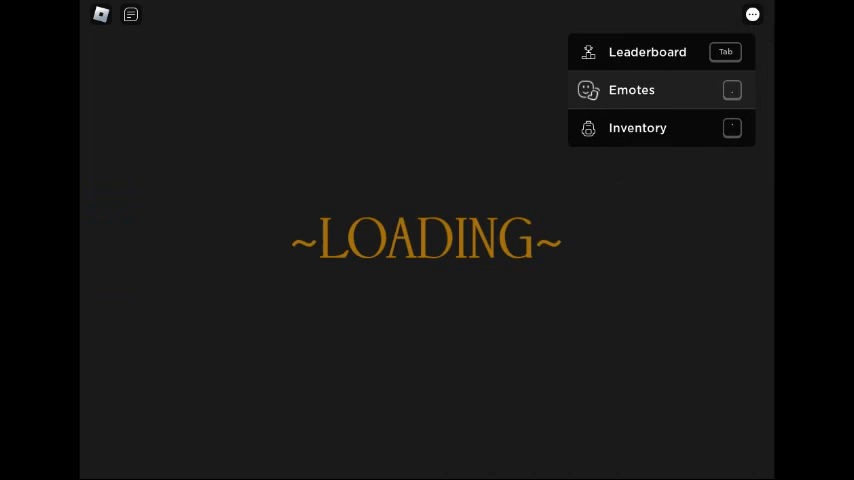 Leaderboard Tab
Emotes .
Inventory `
~LOADING~